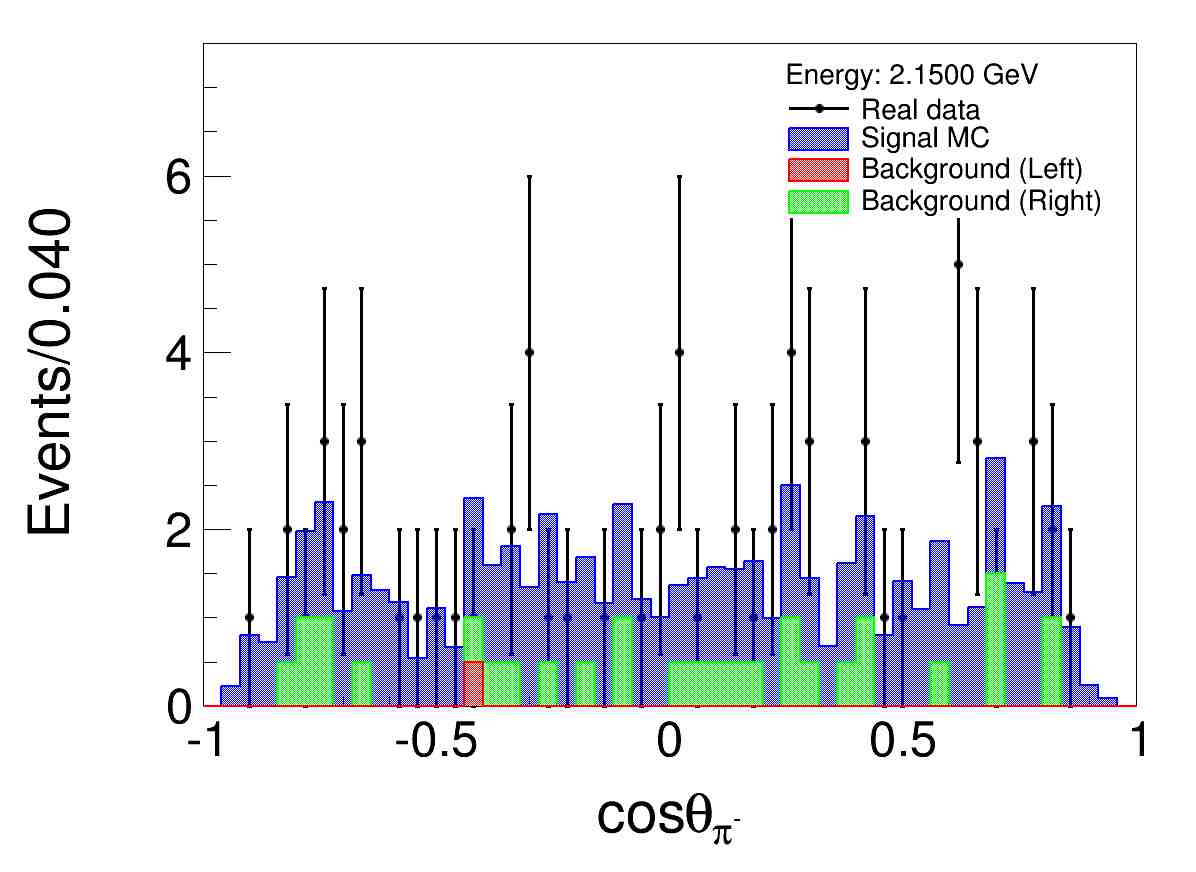 Energy: 2.1500 GeV
Real data
Signal MC
Background (Left)
Background (Right)
Events/0.040
6
4
2
0
-1
-0.5
0
0.5
1
cosθπ-